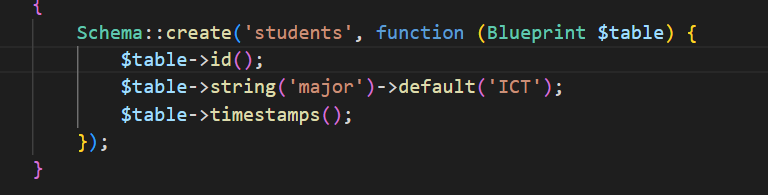 {
Schema::create('students', function (Blueprint $table) {
$table->id();
$table->string('major')->default('ICT');
$table->timestamps();
});
}